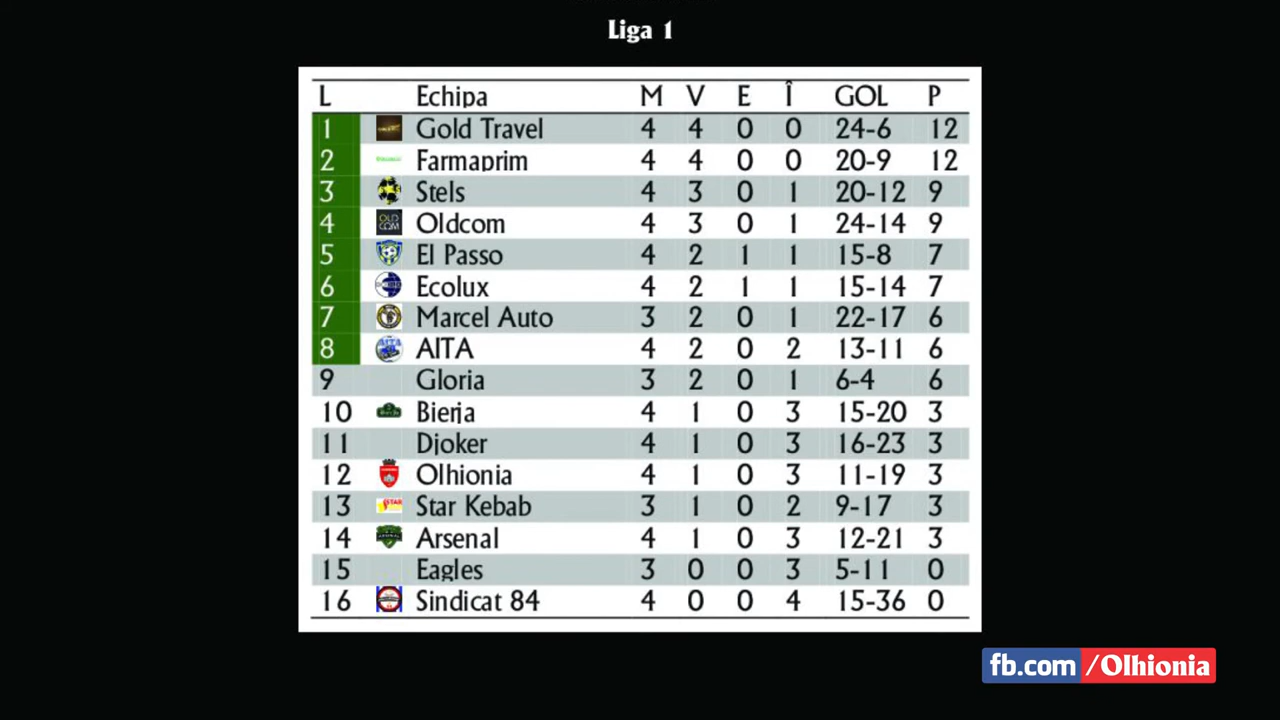 Liga 1
L Echipa M V E Î GOL P
1 Gold Travel 4 4 0 0 24-6 12
2 Farmaprim 4 4 0 0 20-9 12
3 Stels 4 3 0 1 20-12 9
4 OLD COM Oldcom 4 3 0 1 24-14 9
5 El Passo 4 2 1 1 15-8 7
6 Ecolux 4 2 1 1 15-14 7
7 Marcel Auto 3 2 0 1 22-17 6
8 AITA AITA 4 2 0 2 13-11 6
9 Gloria 3 2 0 1 6-4 6
10 Bierja 4 1 0 3 15-20 3
11 Djoker 4 1 0 3 16-23 3
12 Olhionia 4 1 0 3 11-19 3
13 STAR Star Kebab 3 1 0 2 9-17 3
14 Arsenal 4 1 0 3 12-21 3
15 Eagles 3 0 0 3 5-11 0
16 Sindicat 84 4 0 0 4 15-36 0
fb.com/Olhionia